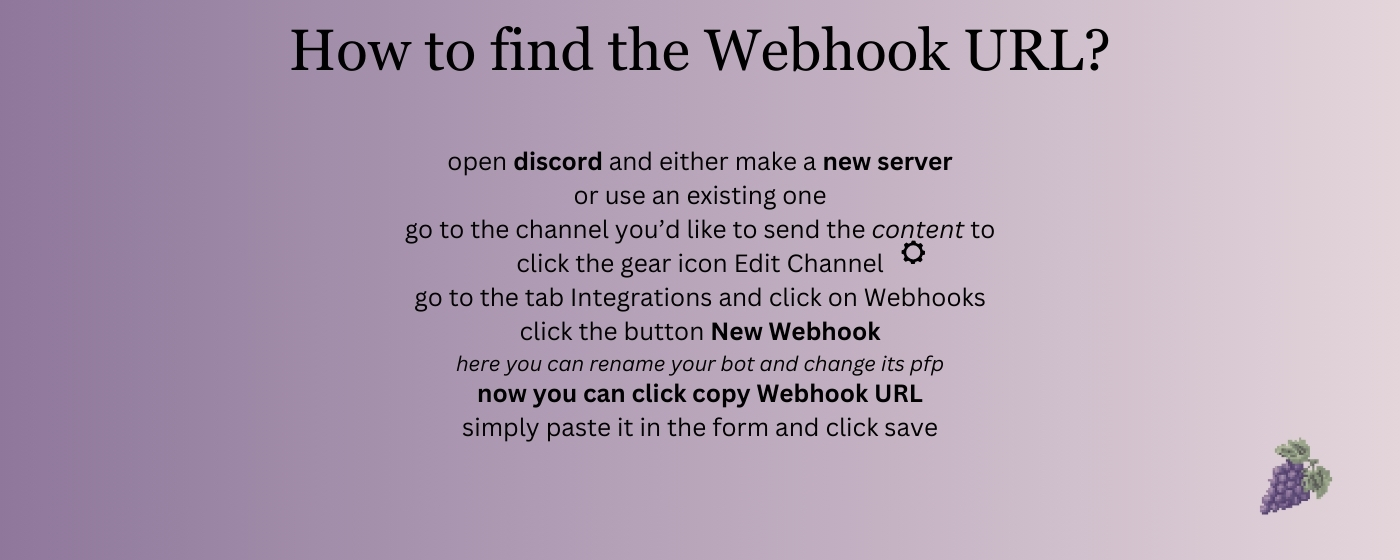 How to find the Webhook URL?
open discord and either make a new server
or use an existing one
go to the channel you’d like to send the content to
click the gear icon Edit Channel
go to the tab Integrations and click on Webhooks
click the button New Webhook
here you can rename your bot and change its pfp
now you can click copy Webhook URL
simply paste it in the form and click save